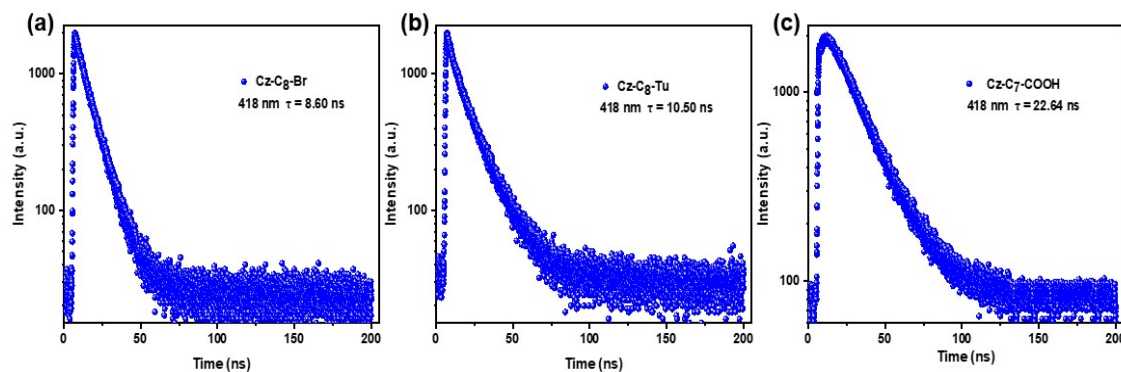 (a)
Cz-C8-Br
418 nm τ = 8.60 ns
Intensity (a.u.)
1000
100
0 50 100 150 200
Time (ns)
(b)
Cz-C8-Tu
418 nm τ = 10.50 ns
Intensity (a.u.)
1000
100
0 50 100 150 200
Time (ns)
(c)
Cz-C7-COOH
418 nm τ = 22.64 ns
Intensity (a.u.)
1000
100
0 50 100 150 200
Time (ns)